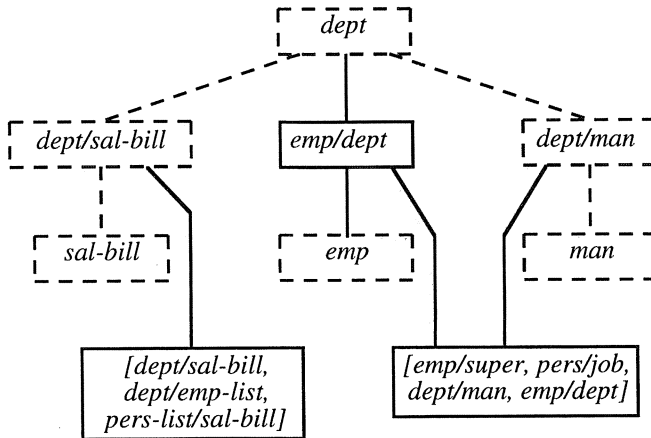 dept
dept/sal-bill
emp/dept
dept/man
sal-bill
emp
man
[dept/sal-bill,
dept/emp-list,
pers-list/sal-bill]
[emp/super, pers/job,
dept/man, emp/dept]